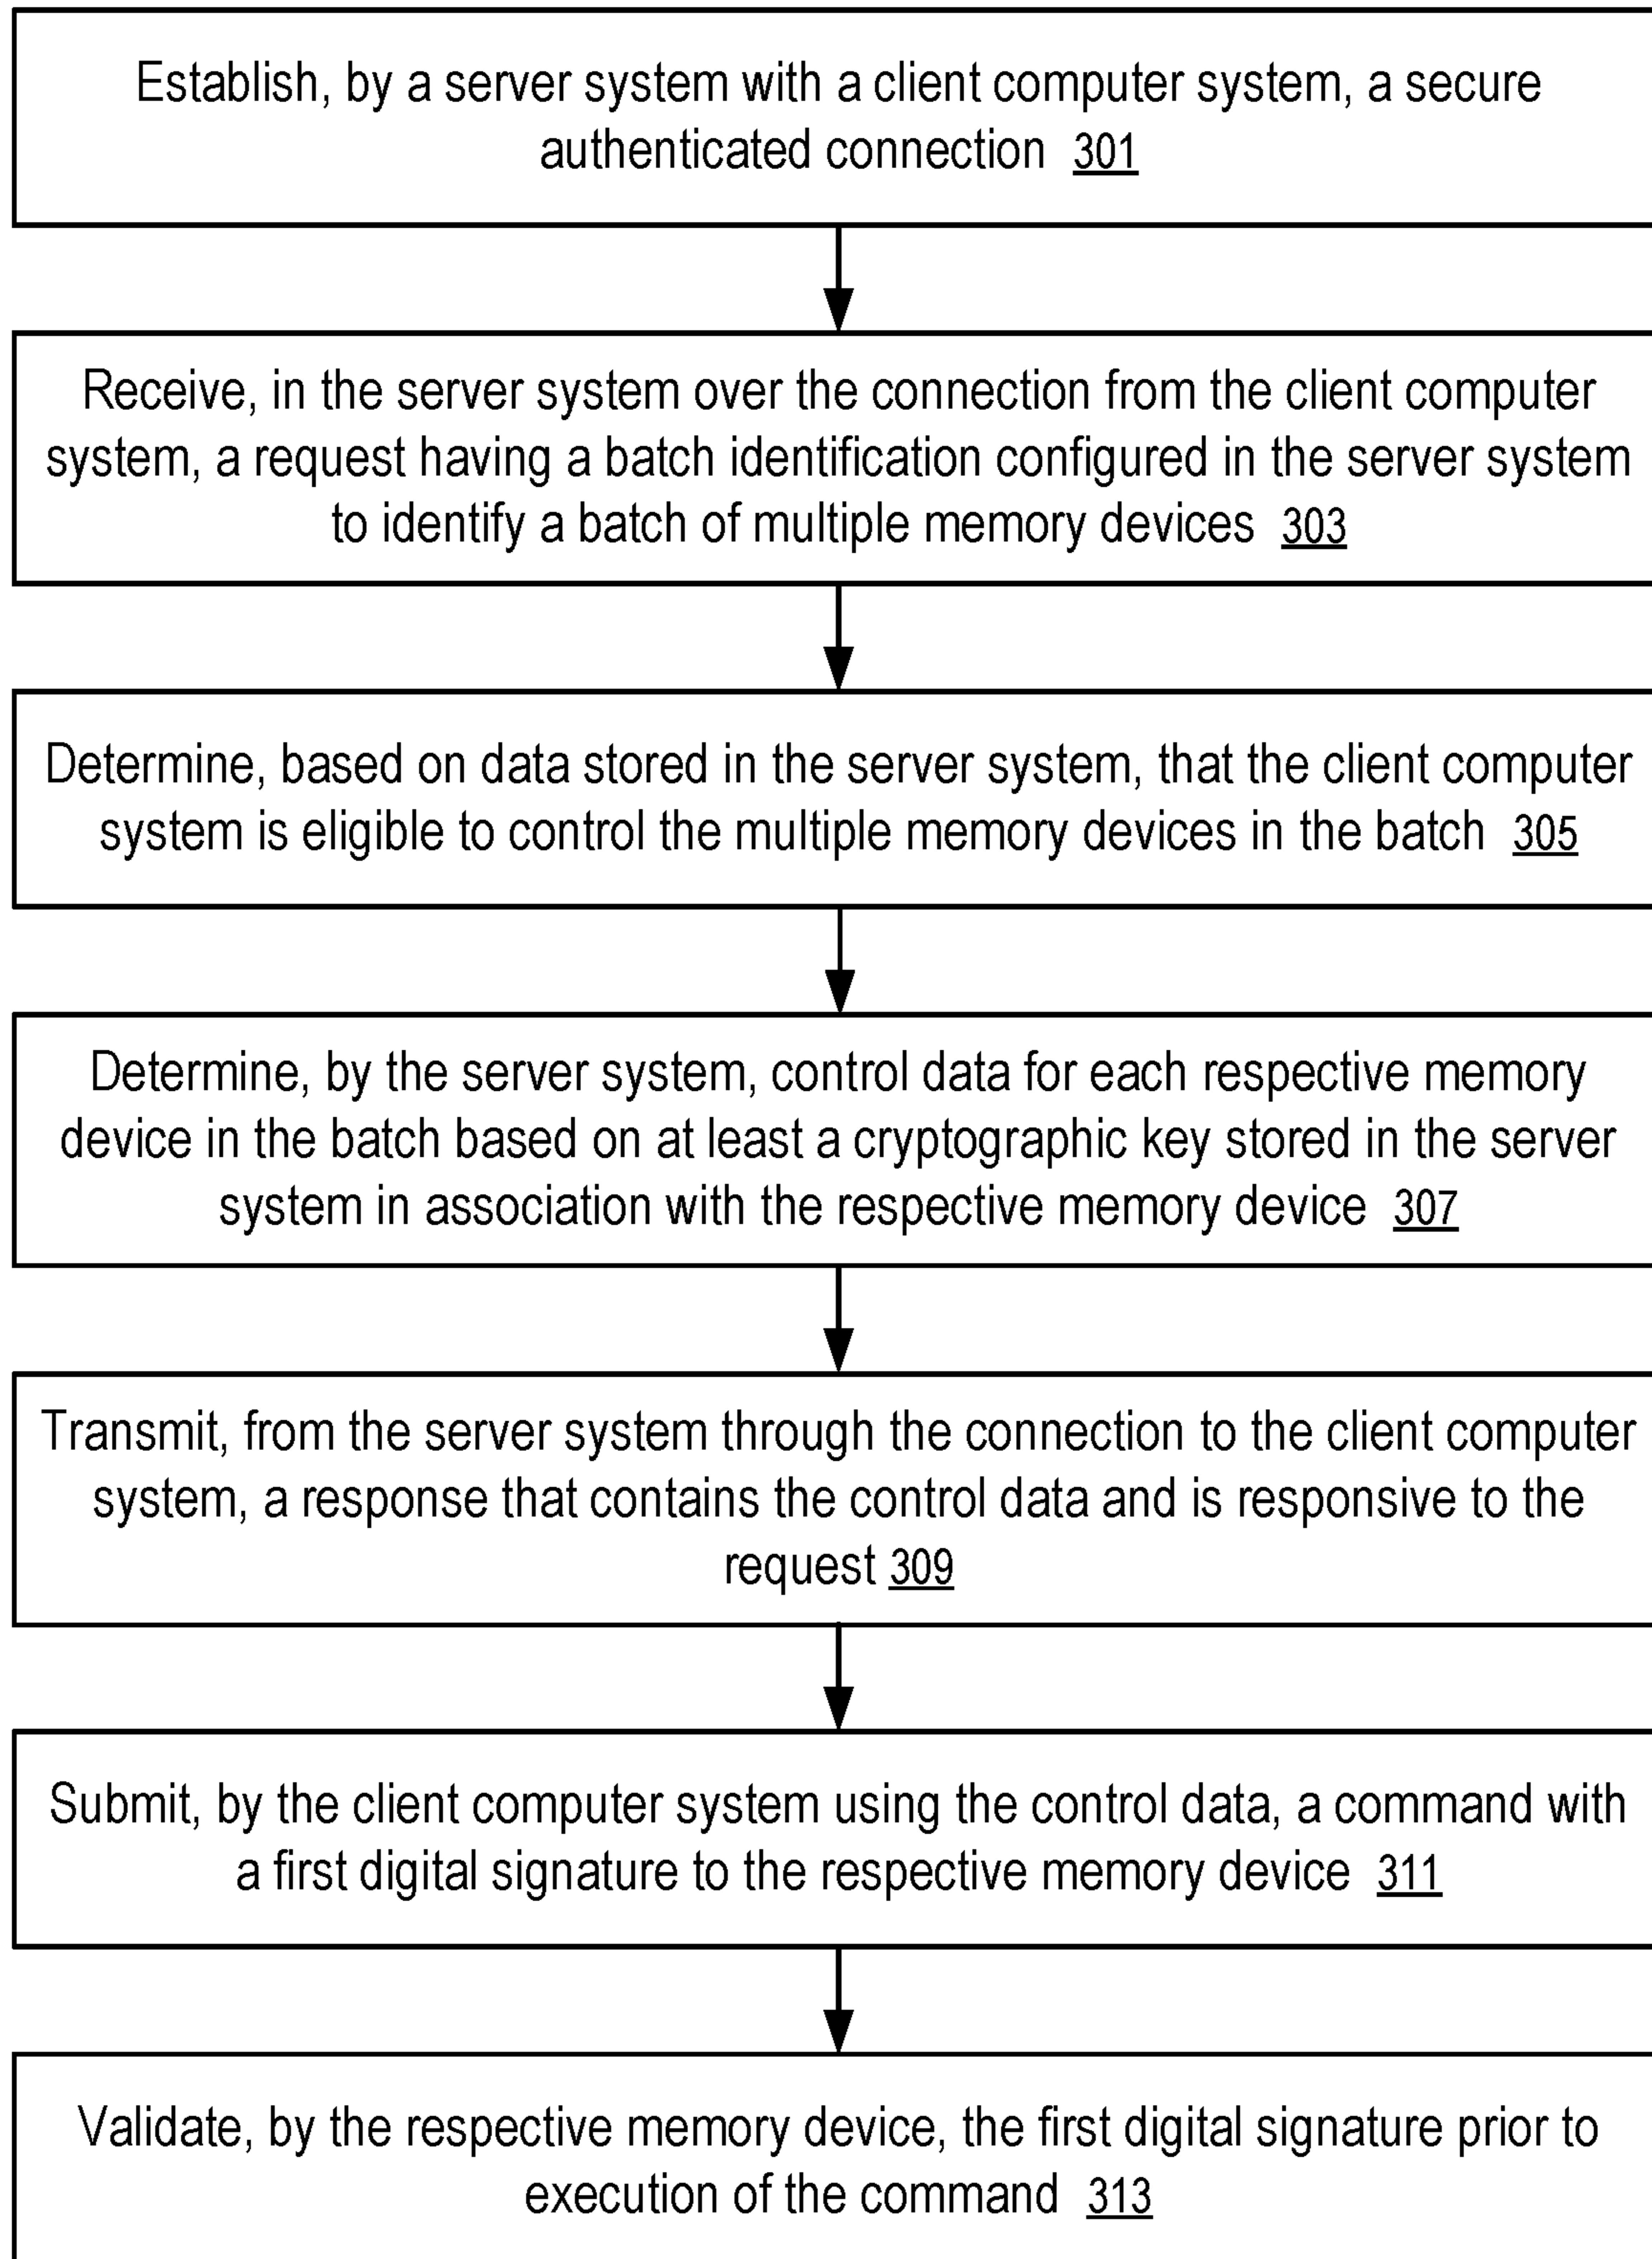 Establish, by a server system with a client computer system, a secure
authenticated connection 301
Receive, in the server system over the connection from the client computer
system, a request having a batch identification configured in the server system
to identify a batch of multiple memory devices 303
Determine, based on data stored in the server system, that the client computer
system is eligible to control the multiple memory devices in the batch 305
Determine, by the server system, control data for each respective memory
device in the batch based on at least a cryptographic key stored in the server
system in association with the respective memory device 307
Transmit, from the server system through the connection to the client computer
system, a response that contains the control data and is responsive to the
request 309
Submit, by the client computer system using the control data, a command with
a first digital signature to the respective memory device 311
Validate, by the respective memory device, the first digital signature prior to
execution of the command 313